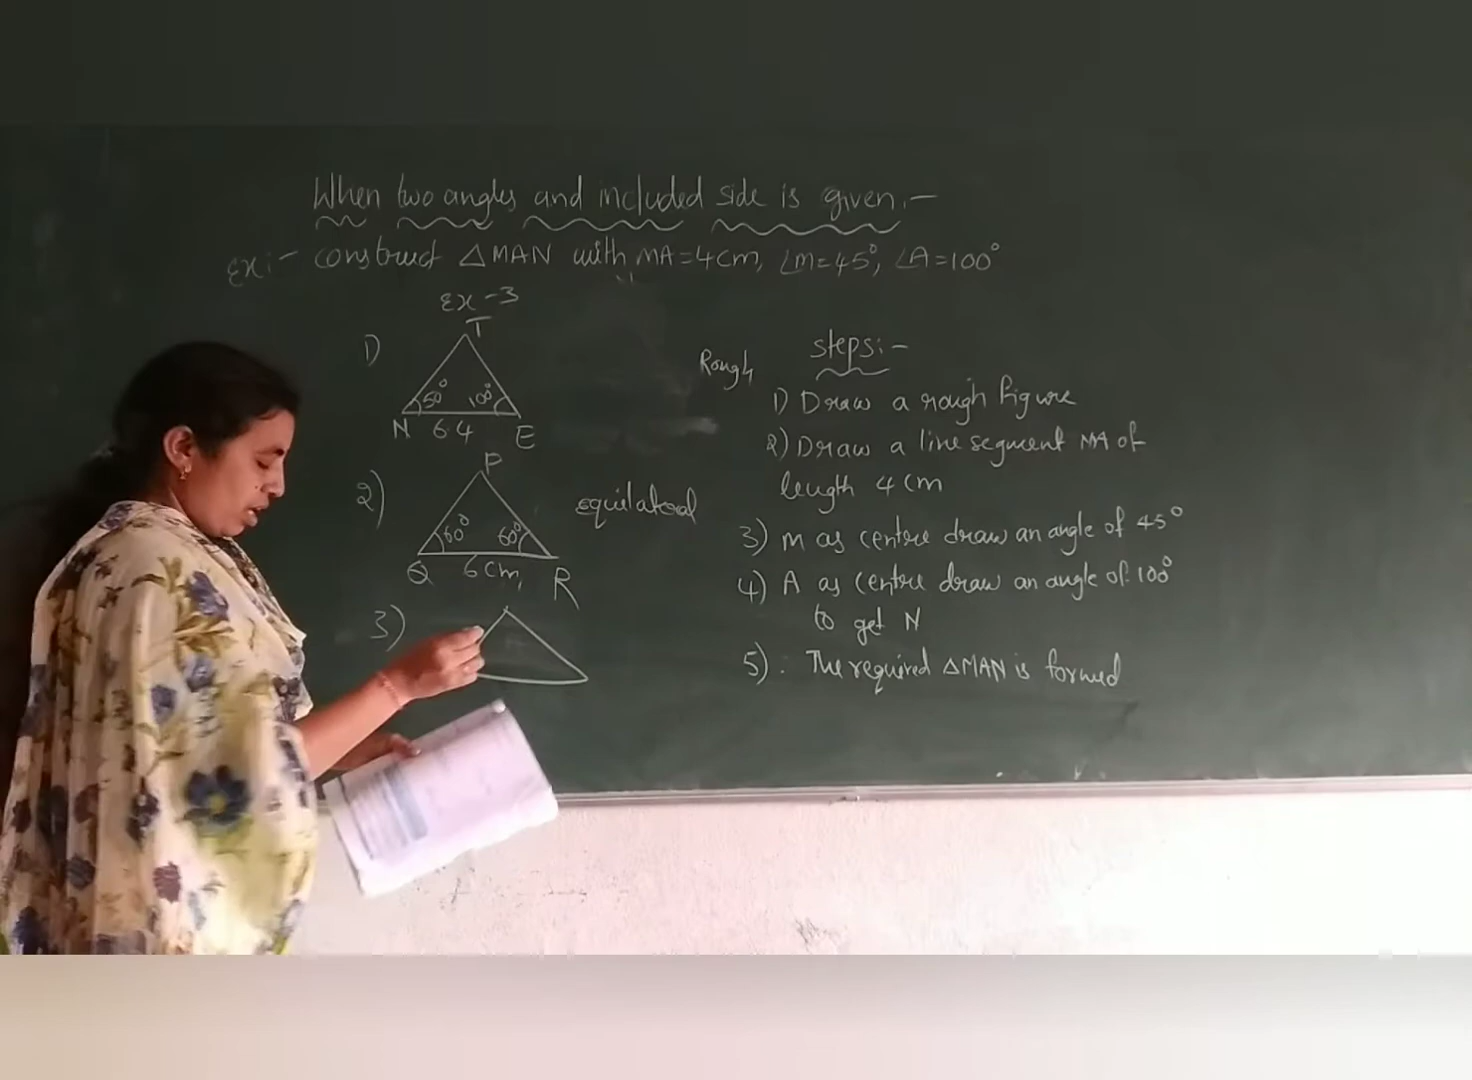 When two angles and included side is given:-
Ex:- construct △MAN with MA=4cm, ∠M=45°, ∠A=100°
Ex-3
1)
T
50° 100°
N 6.4 E
2)
P
60° 60°
Q 6cm, R
equilateral
3)
Rough
steps:-
1) Draw a rough figure
2) Draw a line segment MA of
length 4cm
3) M as centre draw an angle of 45°
4) A as centre draw an angle of 100°
to get N
5) ∴ The required △MAN is formed